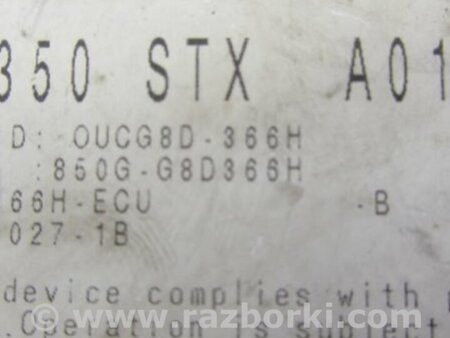 350 STX A01
D: OUCG8D-366H
:850G-G8D366H
66H-ECU -B
027-1B
device complies with
.Operation is subject
www.razborki.com